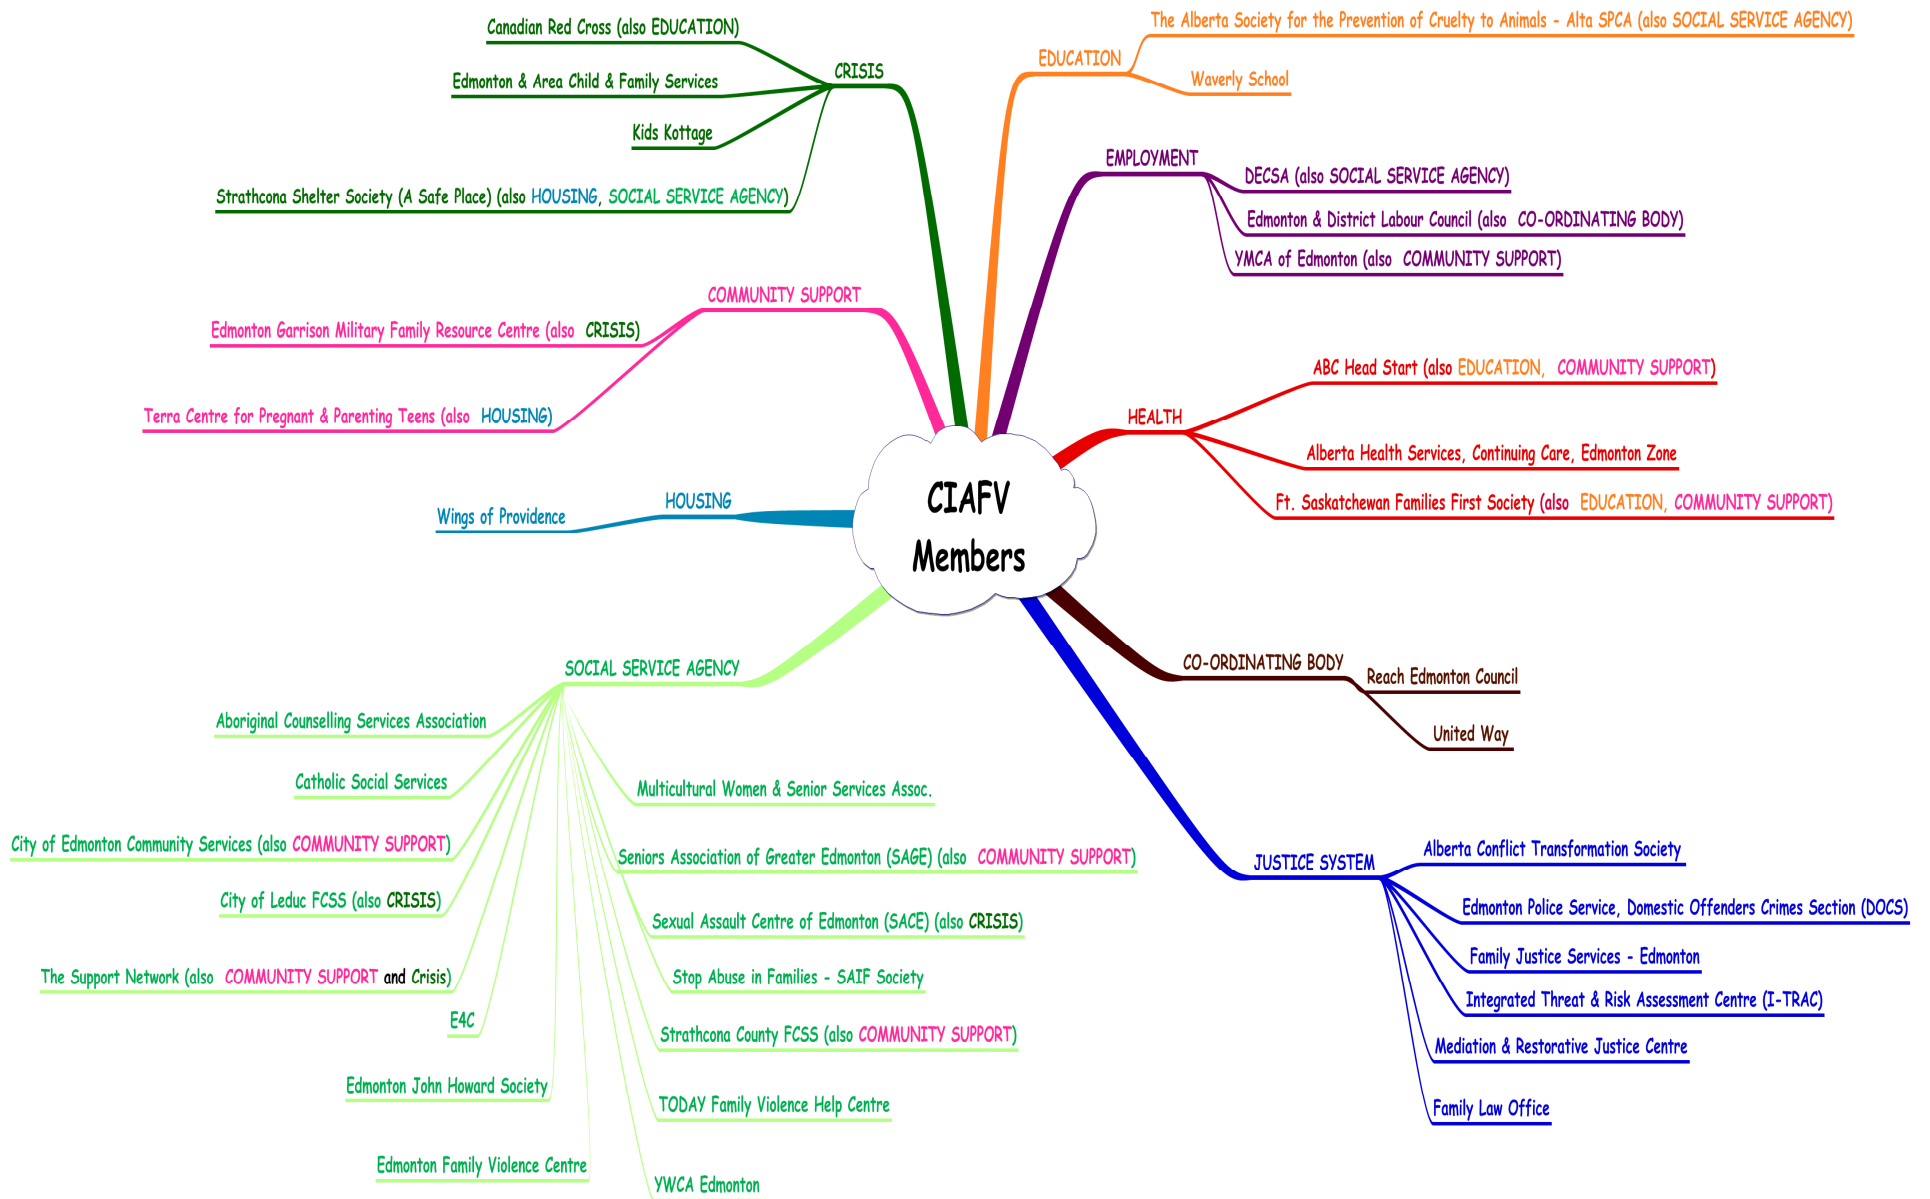 CIAFV
Members
CRISIS
Canadian Red Cross (also EDUCATION)
Edmonton & Area Child & Family Services
Kids Kottage
Strathcona Shelter Society (A Safe Place) (also HOUSING, SOCIAL SERVICE AGENCY)
COMMUNITY SUPPORT
Edmonton Garrison Military Family Resource Centre (also CRISIS)
Terra Centre for Pregnant & Parenting Teens (also HOUSING)
HOUSING
Wings of Providence
SOCIAL SERVICE AGENCY
Aboriginal Counselling Services Association
Catholic Social Services
City of Edmonton Community Services (also COMMUNITY SUPPORT)
City of Leduc FCSS (also CRISIS)
The Support Network (also COMMUNITY SUPPORT and Crisis)
E4C
Edmonton John Howard Society
Edmonton Family Violence Centre
Multicultural Women & Senior Services Assoc.
Seniors Association of Greater Edmonton (SAGE) (also COMMUNITY SUPPORT)
Sexual Assault Centre of Edmonton (SACE) (also CRISIS)
Stop Abuse in Families - SAIF Society
Strathcona County FCSS (also COMMUNITY SUPPORT)
TODAY Family Violence Help Centre
YWCA Edmonton
EDUCATION
The Alberta Society for the Prevention of Cruelty to Animals - Alta SPCA (also SOCIAL SERVICE AGENCY)
Waverly School
EMPLOYMENT
DECSA (also SOCIAL SERVICE AGENCY)
Edmonton & District Labour Council (also CO-ORDINATING BODY)
YMCA of Edmonton (also COMMUNITY SUPPORT)
HEALTH
ABC Head Start (also EDUCATION, COMMUNITY SUPPORT)
Alberta Health Services, Continuing Care, Edmonton Zone
Ft. Saskatchewan Families First Society (also EDUCATION, COMMUNITY SUPPORT)
CO-ORDINATING BODY
Reach Edmonton Council
United Way
JUSTICE SYSTEM
Alberta Conflict Transformation Society
Edmonton Police Service, Domestic Offenders Crimes Section (DOCS)
Family Justice Services - Edmonton
Integrated Threat & Risk Assessment Centre (I-TRAC)
Mediation & Restorative Justice Centre
Family Law Office